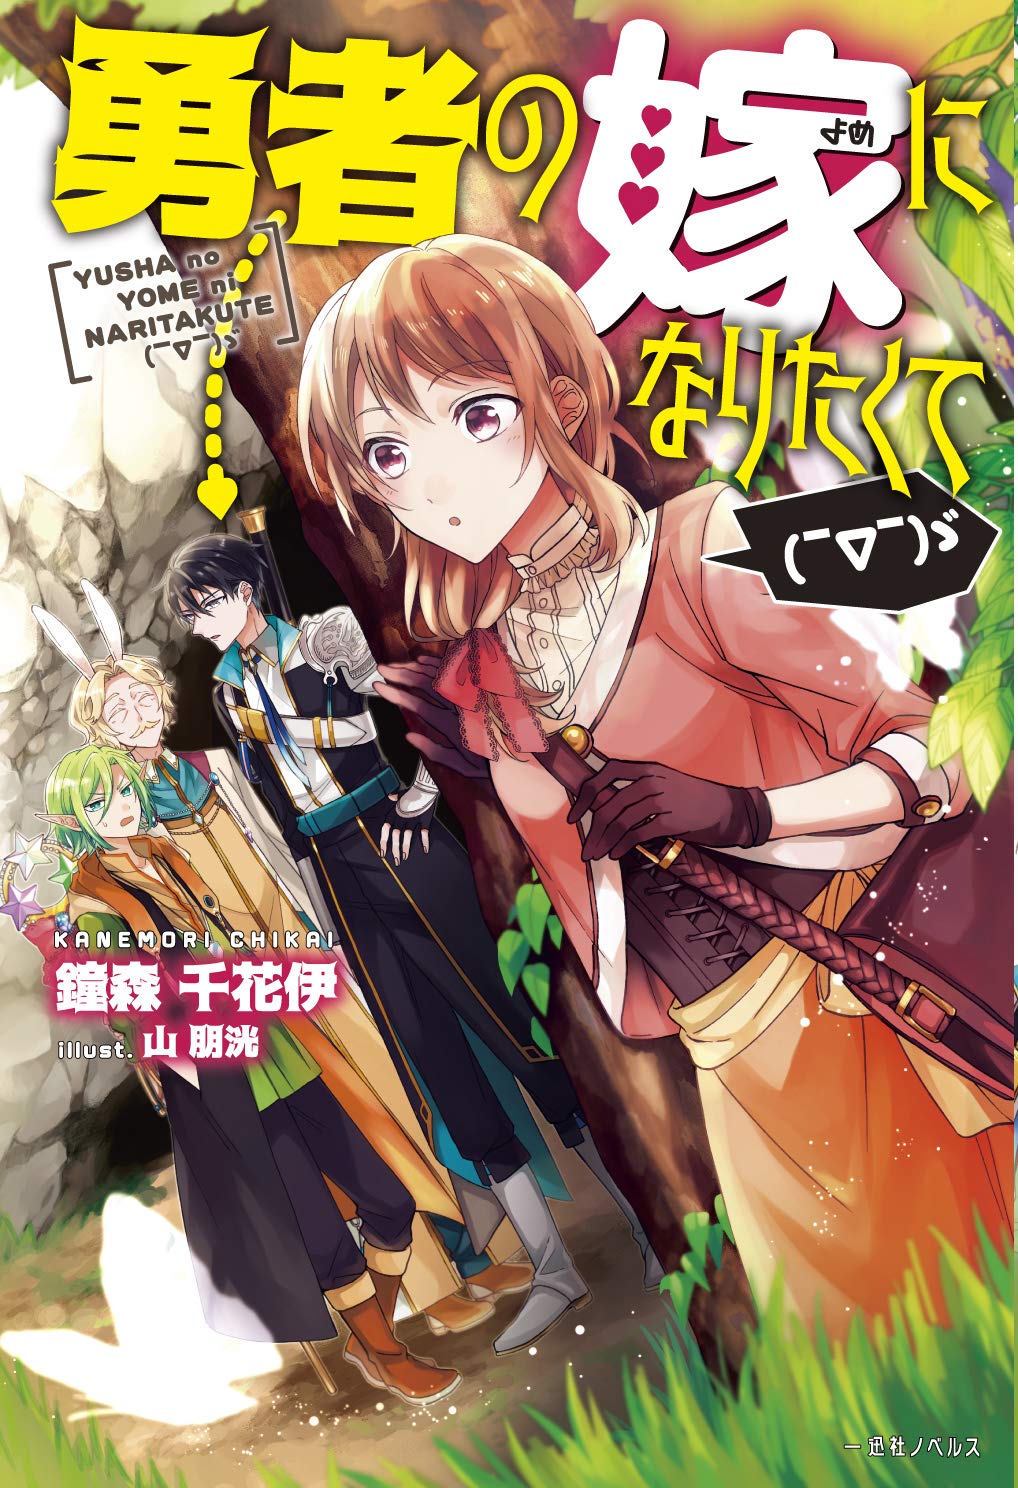 勇者の嫁に
よめ
なりたくて
(￣∇￣)ゞ
YUSHA no
YOME ni
NARITAKUTE
(￣∇￣)ゞ
KANEMORI CHIKAI
鐘森 千花伊
illust. 山 朋洸
一迅社ノベルス